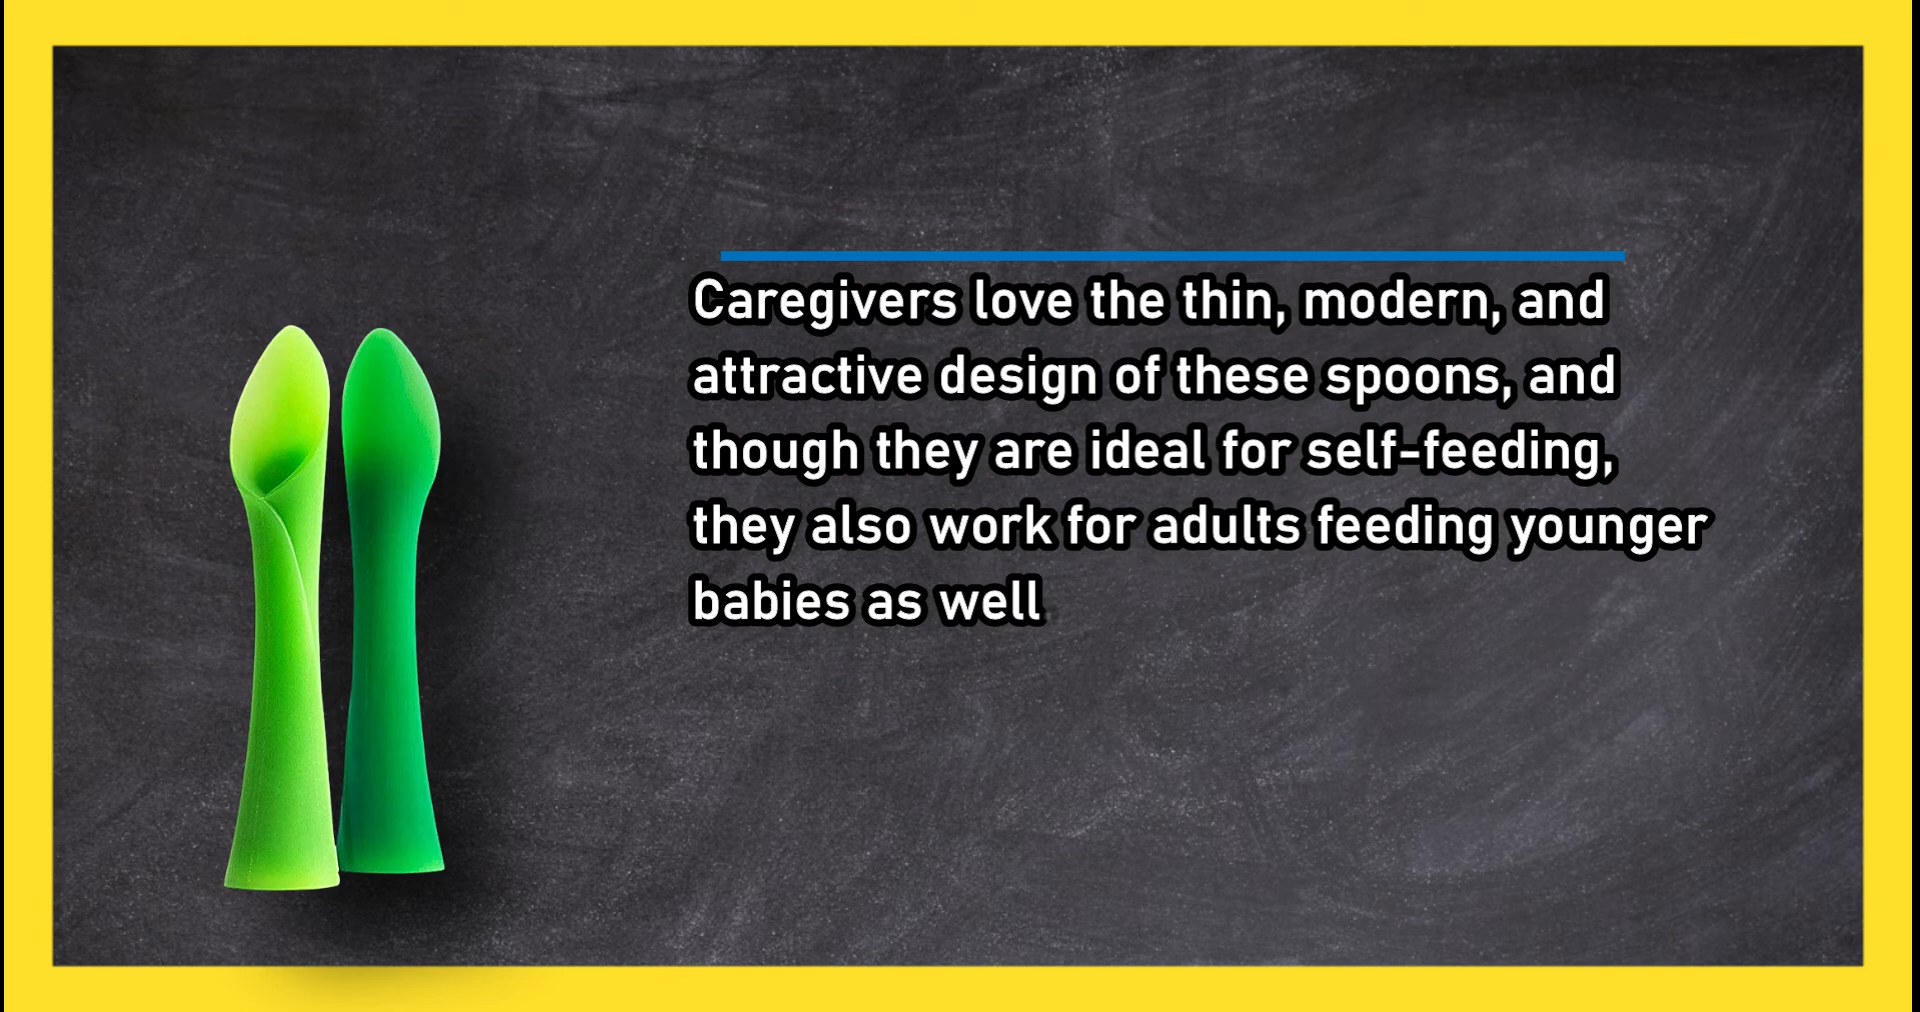 Caregivers love the thin, modern, and
attractive design of these spoons, and
though they are ideal for self-feeding,
they also work for adults feeding younger
babies as well